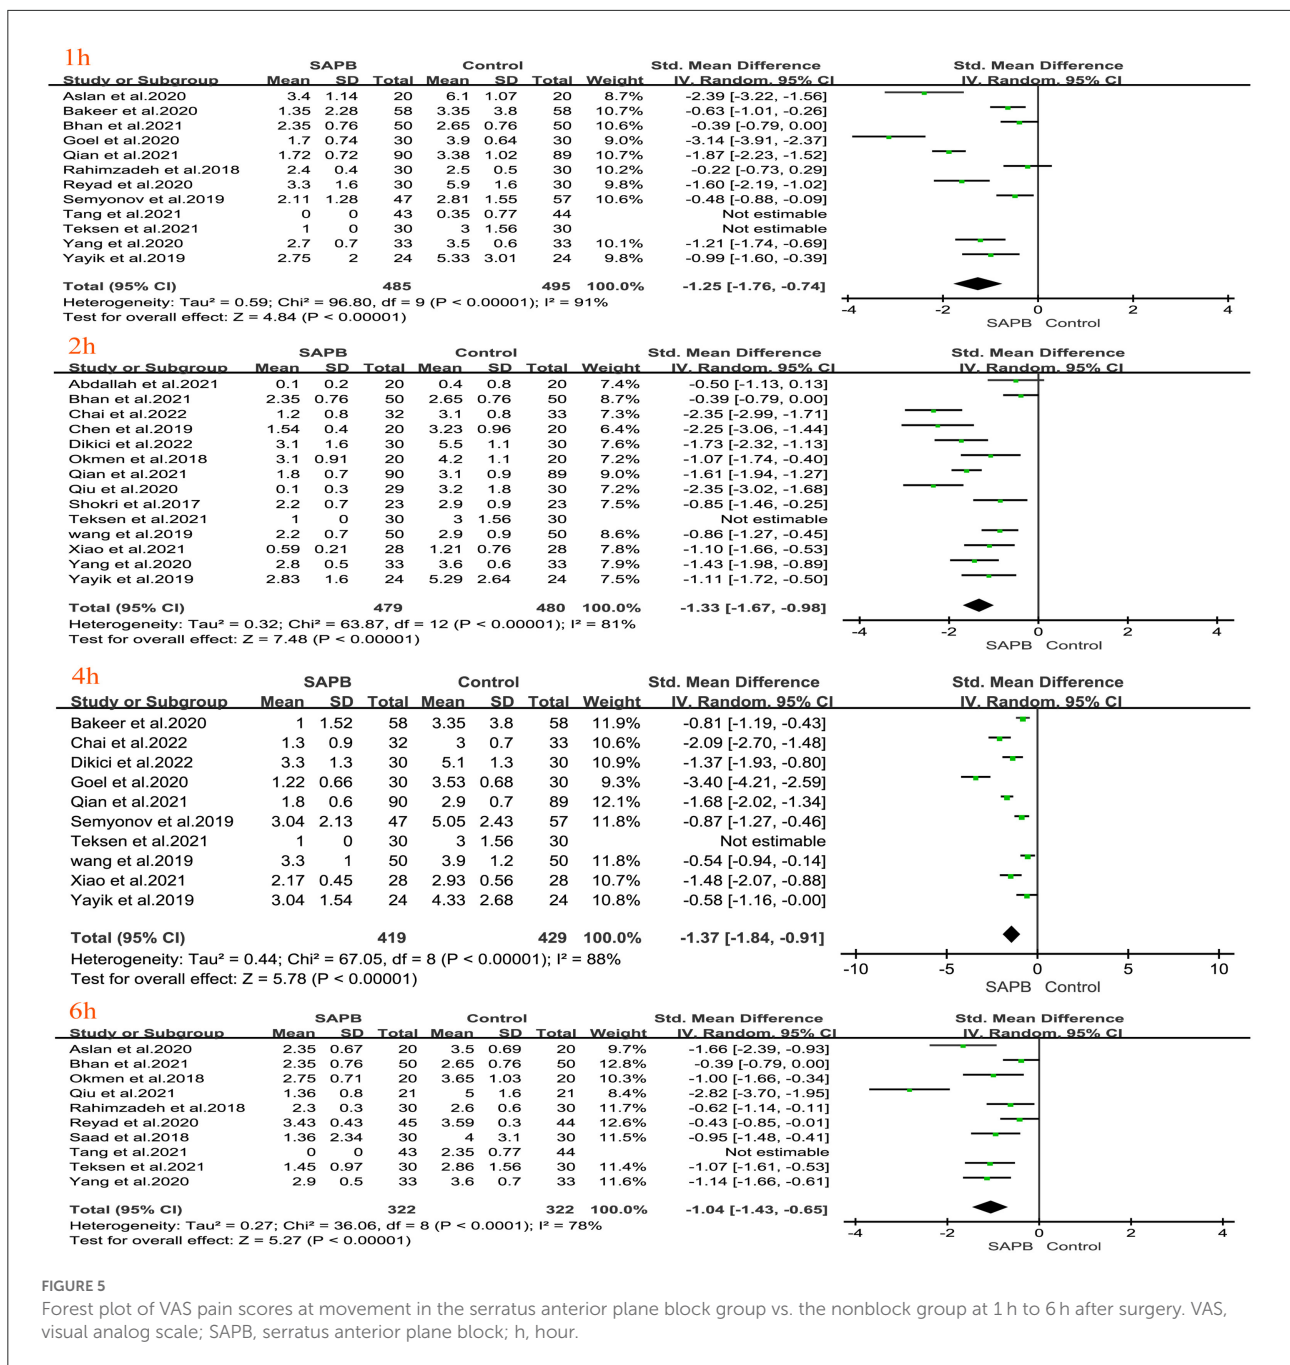 1h
SAPB Control Std. Mean Difference Std. Mean Difference
Study or Subgroup Mean SD Total Mean SD Total Weight IV. Random. 95% CI IV. Random. 95% CI
Aslan et al.2020 3.4 1.14 20 6.1 1.07 20 8.7% -2.39 [-3.22, -1.56]
Bakeer et al.2020 1.35 2.28 58 3.35 3.8 58 10.7% -0.63 [-1.01, -0.26]
Bhan et al.2021 2.35 0.76 50 2.65 0.76 50 10.6% -0.39 [-0.79, 0.00]
Goel et al.2020 1.7 0.74 30 3.9 0.64 30 9.0% -3.14 [-3.91, -2.37]
Qian et al.2021 1.72 0.72 90 3.38 1.02 89 10.7% -1.87 [-2.23, -1.52]
Rahimzadeh et al.2018 2.4 0.4 30 2.5 0.5 30 10.2% -0.22 [-0.73, 0.29]
Reyad et al.2020 3.3 1.6 30 5.9 1.6 30 9.8% -1.60 [-2.19, -1.02]
Semyonov et al.2019 2.11 1.28 47 2.81 1.55 57 10.6% -0.48 [-0.88, -0.09]
Tang et al.2021 0 0 43 0.35 0.77 44 Not estimable
Teksen et al.2021 1 0 30 3 1.56 30 Not estimable
Yang et al.2020 2.7 0.7 33 3.5 0.6 33 10.1% -1.21 [-1.74, -0.69]
Yayik et al.2019 2.75 2 24 5.33 3.01 24 9.8% -0.99 [-1.60, -0.39]
Total (95% CI) 485 495 100.0% -1.25 [-1.76, -0.74]
Heterogeneity: Tau² = 0.59; Chi² = 96.80, df = 9 (P < 0.00001); I² = 91%
Test for overall effect: Z = 4.84 (P < 0.00001)
-4 -2 0 2 4
SAPB Control
2h
SAPB Control Std. Mean Difference Std. Mean Difference
Study or Subgroup Mean SD Total Mean SD Total Weight IV. Random. 95% CI IV. Random. 95% CI
Abdallah et al.2021 0.1 0.2 20 0.4 0.8 20 7.4% -0.50 [-1.13, 0.13]
Bhan et al.2021 2.35 0.76 50 2.65 0.76 50 8.7% -0.39 [-0.79, 0.00]
Chai et al.2022 1.2 0.8 32 3.1 0.8 33 7.3% -2.35 [-2.99, -1.71]
Chen et al.2019 1.54 0.4 20 3.23 0.96 20 6.4% -2.25 [-3.06, -1.44]
Dikici et al.2022 3.1 1.6 30 5.5 1.1 30 7.6% -1.73 [-2.32, -1.13]
Okmen et al.2018 3.1 0.91 20 4.2 1.1 20 7.2% -1.07 [-1.74, -0.40]
Qian et al.2021 1.8 0.7 90 3.1 0.9 89 9.0% -1.61 [-1.94, -1.27]
Qiu et al.2020 0.1 0.3 29 3.2 1.8 30 7.2% -2.35 [-3.02, -1.68]
Shokri et al.2017 2.2 0.7 23 2.9 0.9 23 7.5% -0.85 [-1.46, -0.25]
Teksen et al.2021 1 0 30 3 1.56 30 Not estimable
wang et al.2019 2.2 0.7 50 2.9 0.9 50 8.6% -0.86 [-1.27, -0.45]
Xiao et al.2021 0.59 0.21 28 1.21 0.76 28 7.8% -1.10 [-1.66, -0.53]
Yang et al.2020 2.8 0.5 33 3.6 0.6 33 7.9% -1.43 [-1.98, -0.89]
Yayik et al.2019 2.83 1.6 24 5.29 2.64 24 7.5% -1.11 [-1.72, -0.50]
Total (95% CI) 479 480 100.0% -1.33 [-1.67, -0.98]
Heterogeneity: Tau² = 0.32; Chi² = 63.87, df = 12 (P < 0.00001); I² = 81%
Test for overall effect: Z = 7.48 (P < 0.00001)
-4 -2 0 2 4
SAPB Control
4h
SAPB Control Std. Mean Difference Std. Mean Difference
Study or Subgroup Mean SD Total Mean SD Total Weight IV. Random. 95% CI IV. Random. 95% CI
Bakeer et al.2020 1 1.52 58 3.35 3.8 58 11.9% -0.81 [-1.19, -0.43]
Chai et al.2022 1.3 0.9 32 3 0.7 33 10.6% -2.09 [-2.70, -1.48]
Dikici et al.2022 3.3 1.3 30 5.1 1.3 30 10.9% -1.37 [-1.93, -0.80]
Goel et al.2020 1.22 0.66 30 3.53 0.68 30 9.3% -3.40 [-4.21, -2.59]
Qian et al.2021 1.8 0.6 90 2.9 0.7 89 12.1% -1.68 [-2.02, -1.34]
Semyonov et al.2019 3.04 2.13 47 5.05 2.43 57 11.8% -0.87 [-1.27, -0.46]
Teksen et al.2021 1 0 30 3 1.56 30 Not estimable
wang et al.2019 3.3 1 50 3.9 1.2 50 11.8% -0.54 [-0.94, -0.14]
Xiao et al.2021 2.17 0.45 28 2.93 0.56 28 10.7% -1.48 [-2.07, -0.88]
Yayik et al.2019 3.04 1.54 24 4.33 2.68 24 10.8% -0.58 [-1.16, -0.00]
Total (95% CI) 419 429 100.0% -1.37 [-1.84, -0.91]
Heterogeneity: Tau² = 0.44; Chi² = 67.05, df = 8 (P < 0.00001); I² = 88%
Test for overall effect: Z = 5.78 (P < 0.00001)
-10 -5 0 5 10
SAPB Control
6h
SAPB Control Std. Mean Difference Std. Mean Difference
Study or Subgroup Mean SD Total Mean SD Total Weight IV. Random. 95% CI IV. Random. 95% CI
Aslan et al.2020 2.35 0.67 20 3.5 0.69 20 9.7% -1.66 [-2.39, -0.93]
Bhan et al.2021 2.35 0.76 50 2.65 0.76 50 12.8% -0.39 [-0.79, 0.00]
Okmen et al.2018 2.75 0.71 20 3.65 1.03 20 10.3% -1.00 [-1.66, -0.34]
Qiu et al.2021 1.36 0.8 21 5 1.6 21 8.4% -2.82 [-3.70, -1.95]
Rahimzadeh et al.2018 2.3 0.3 30 2.6 0.6 30 11.7% -0.62 [-1.14, -0.11]
Reyad et al.2020 3.43 0.43 45 3.59 0.3 44 12.6% -0.43 [-0.85, -0.01]
Saad et al.2018 1.36 2.34 30 4 3.1 30 11.5% -0.95 [-1.48, -0.41]
Tang et al.2021 0 0 43 2.35 0.77 44 Not estimable
Teksen et al.2021 1.45 0.97 30 2.86 1.56 30 11.4% -1.07 [-1.61, -0.53]
Yang et al.2020 2.9 0.5 33 3.6 0.7 33 11.6% -1.14 [-1.66, -0.61]
Total (95% CI) 322 322 100.0% -1.04 [-1.43, -0.65]
Heterogeneity: Tau² = 0.27; Chi² = 36.06, df = 8 (P < 0.0001); I² = 78%
Test for overall effect: Z = 5.27 (P < 0.00001)
-4 -2 0 2 4
SAPB Control
FIGURE 5
Forest plot of VAS pain scores at movement in the serratus anterior plane block group vs. the nonblock group at 1 h to 6 h after surgery. VAS,
visual analog scale; SAPB, serratus anterior plane block; h, hour.